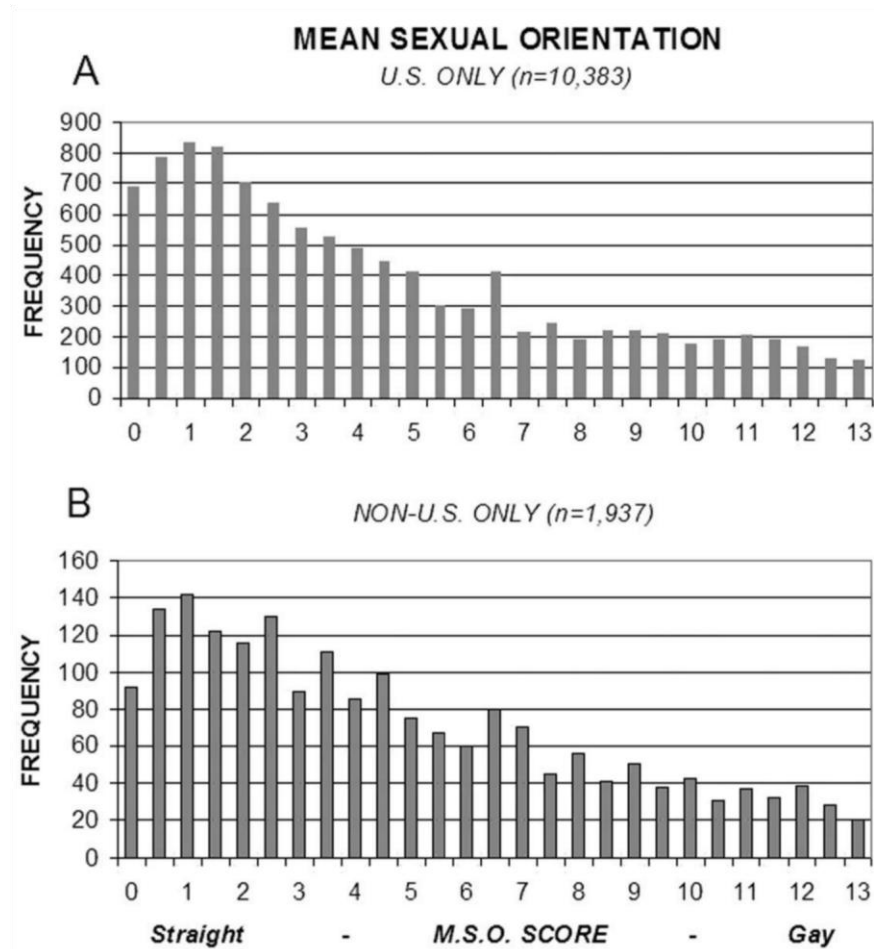 MEAN SEXUAL ORIENTATION
A
U.S. ONLY (n=10,383)
900
800
700
600
500
400
300
200
100
0
FREQUENCY
0 1 2 3 4 5 6 7 8 9 10 11 12 13
B
NON-U.S. ONLY (n=1,937)
160
140
120
100
80
60
40
20
0
FREQUENCY
0 1 2 3 4 5 6 7 8 9 10 11 12 13
Straight - M.S.O. SCORE - Gay